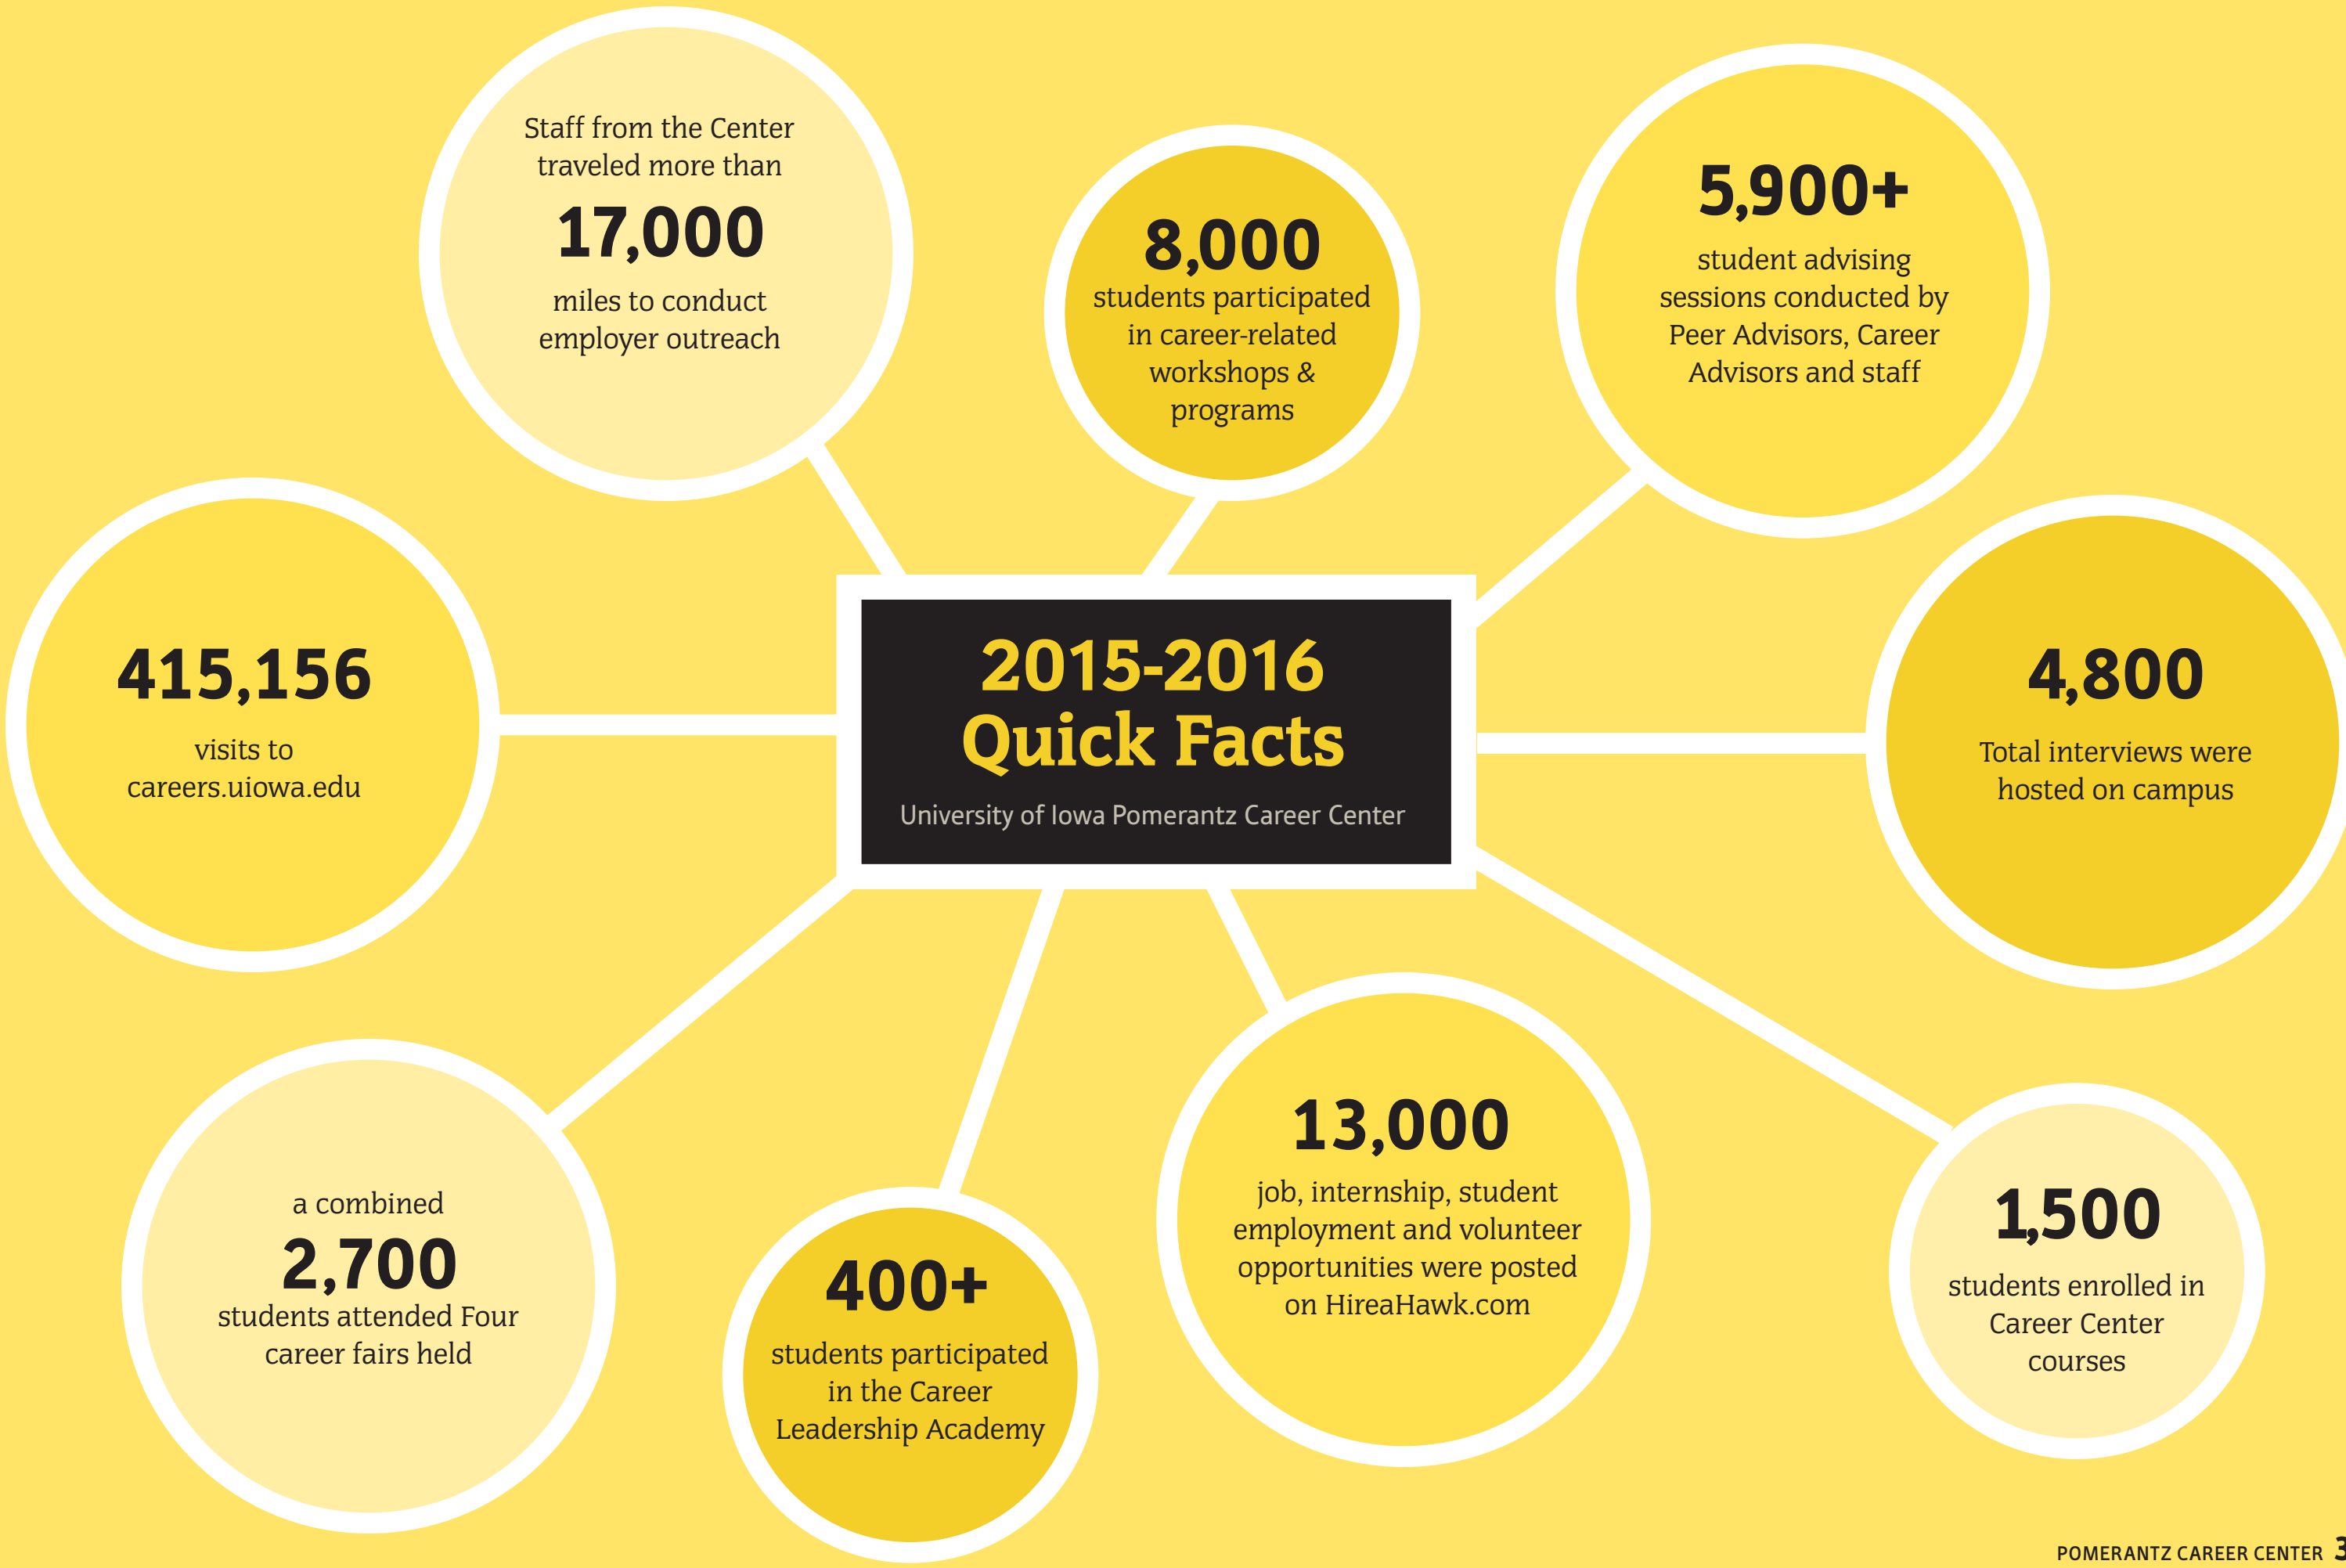 Staff from the Center
traveled more than
17,000
miles to conduct
employer outreach
8,000
students participated
in career-related
workshops &
programs
5,900+
student advising
sessions conducted by
Peer Advisors, Career
Advisors and staff
415,156
visits to
careers.uiowa.edu
2015-2016
Quick Facts
University of Iowa Pomerantz Career Center
4,800
Total interviews were
hosted on campus
a combined
2,700
students attended Four
career fairs held
400+
students participated
in the Career
Leadership Academy
13,000
job, internship, student
employment and volunteer
opportunities were posted
on HireaHawk.com
1,500
students enrolled in
Career Center
courses
POMERANTZ CAREER CENTER 3